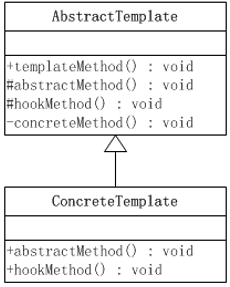 AbstractTemplate
+templateMethod() : void
#abstractMethod() : void
#hookMethod() : void
-concreteMethod() : void
ConcreteTemplate
+abstractMethod() : void
+hookMethod() : void